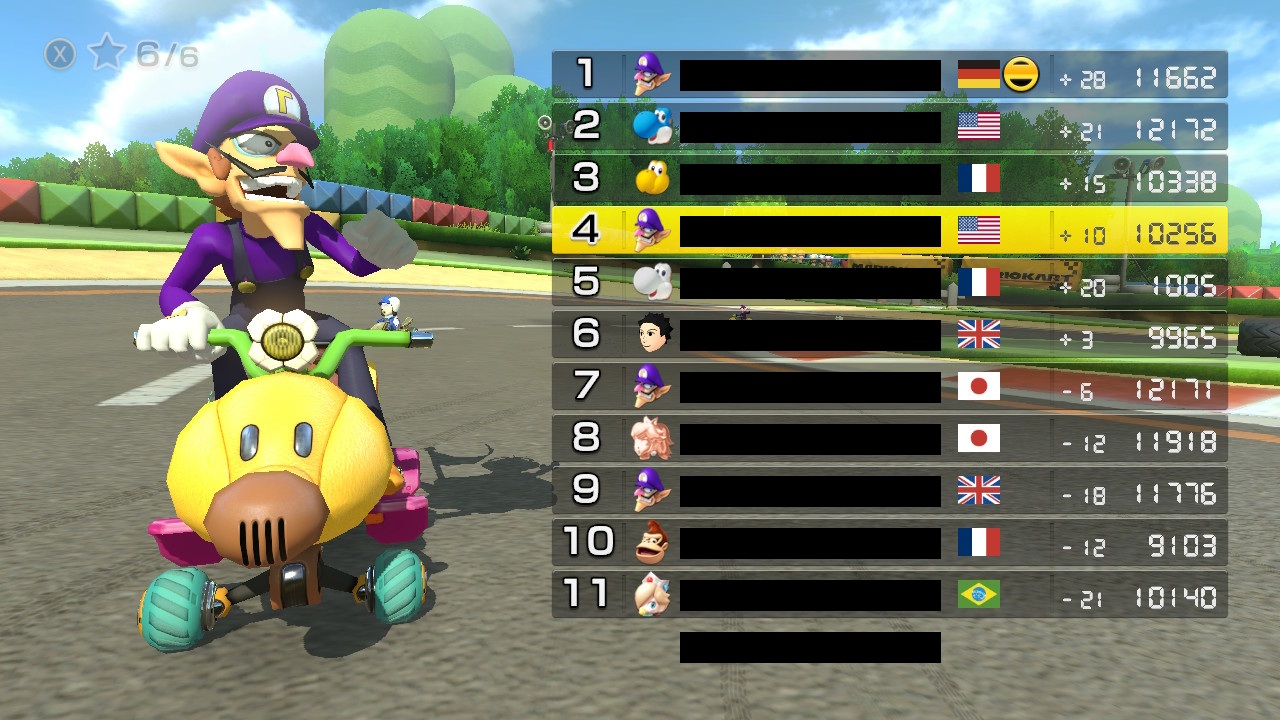 X 6/6
1 + 28 11662
2 + 21 12172
3 + 15 10338
4 + 10 10256
5 + 20 1005
6 + 3 9965
7 - 6 12171
8 - 12 11918
9 - 18 11776
10 - 12 9103
11 - 21 10140